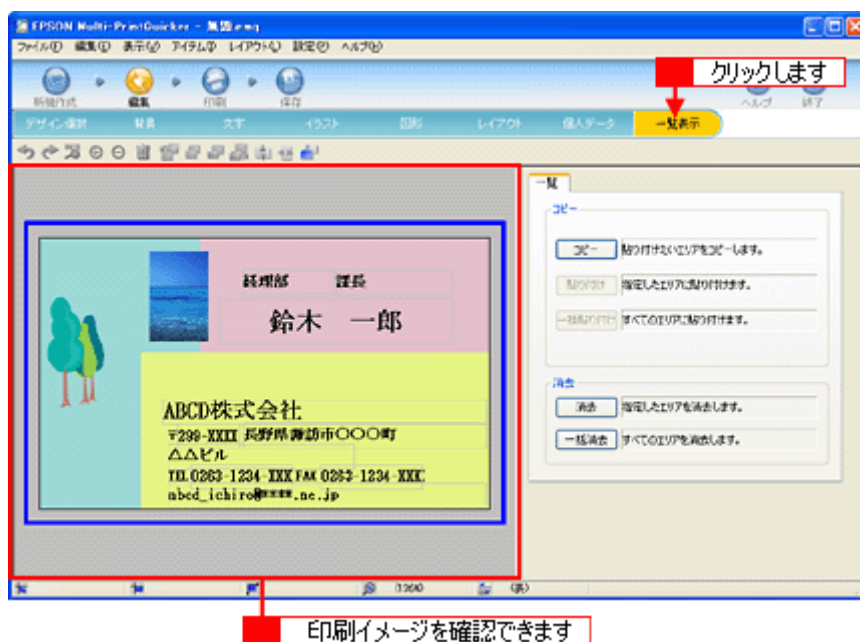 EPSON Multi-PrintQuicker - 無題.emq
ファイル(F) 編集(E) 表示(V) アイテム(I) レイアウト(L) 設定(O) ヘルプ(H)
クリックします
新規作成 編集 印刷 保存 ヘルプ 終了
デザイン選択 背景 文字 イラスト 図形 レイアウト 個人データ 一覧表示
一覧
コピー
コピー 貼り付けたいエリアをコピーします。
貼り付け 指定したエリアに貼り付けます。
一括貼り付け すべてのエリアに貼り付けます。
消去
消去 指定したエリアを消去します。
一括消去 すべてのエリアを消去します。
経理部 課長
鈴木 一郎
ABCD株式会社
〒299-XXXX 長野県諏訪市〇〇〇町
△△ビル
TEL 0263-1234-XXX FAX 0263-1234-XXX
abcd_ichiro@****.ne.jp
印刷イメージを確認できます